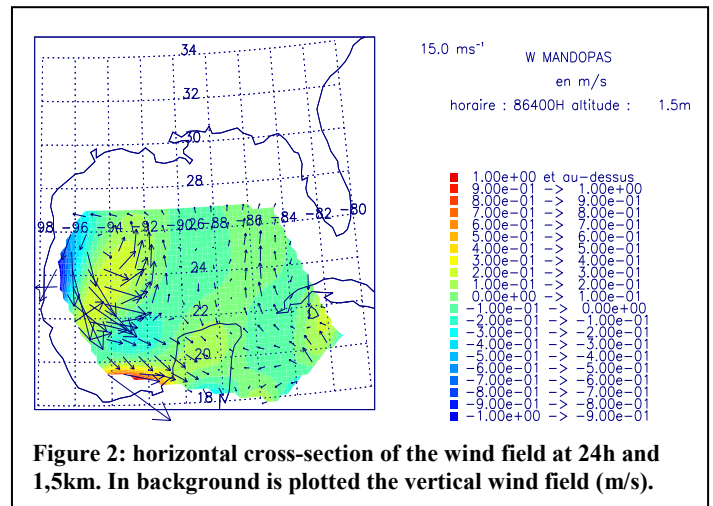 34
32
30
28
-98 -96 -94 -92 -90 26 -88 -86 -84 -82 -80
24
22
20
18
15.0 ms⁻¹
W MANDOPAS
en m/s
horaire : 86400H altitude : 1.5m
1.00e+00 et au-dessus
9.00e-01 -> 1.00e+00
8.00e-01 -> 9.00e-01
7.00e-01 -> 8.00e-01
6.00e-01 -> 7.00e-01
5.00e-01 -> 6.00e-01
4.00e-01 -> 5.00e-01
3.00e-01 -> 4.00e-01
2.00e-01 -> 3.00e-01
1.00e-01 -> 2.00e-01
0.00e+00 -> 1.00e-01
-1.00e-01 -> 0.00e+00
-2.00e-01 -> -1.00e-01
-3.00e-01 -> -2.00e-01
-4.00e-01 -> -3.00e-01
-5.00e-01 -> -4.00e-01
-6.00e-01 -> -5.00e-01
-7.00e-01 -> -6.00e-01
-8.00e-01 -> -7.00e-01
-9.00e-01 -> -8.00e-01
-1.00e+00 -> -9.00e-01
Figure 2: horizontal cross-section of the wind field at 24h and
1,5km. In background is plotted the vertical wind field (m/s).